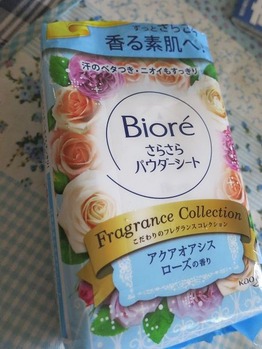 ずっとさらさら
香る素肌へ。
汗のベタつき・ニオイもすっきり
Bioré
さらさら
パウダーシート
Fragrance Collection
こだわりのフレグランスコレクション
アクアオアシス
ローズの香り
Kao